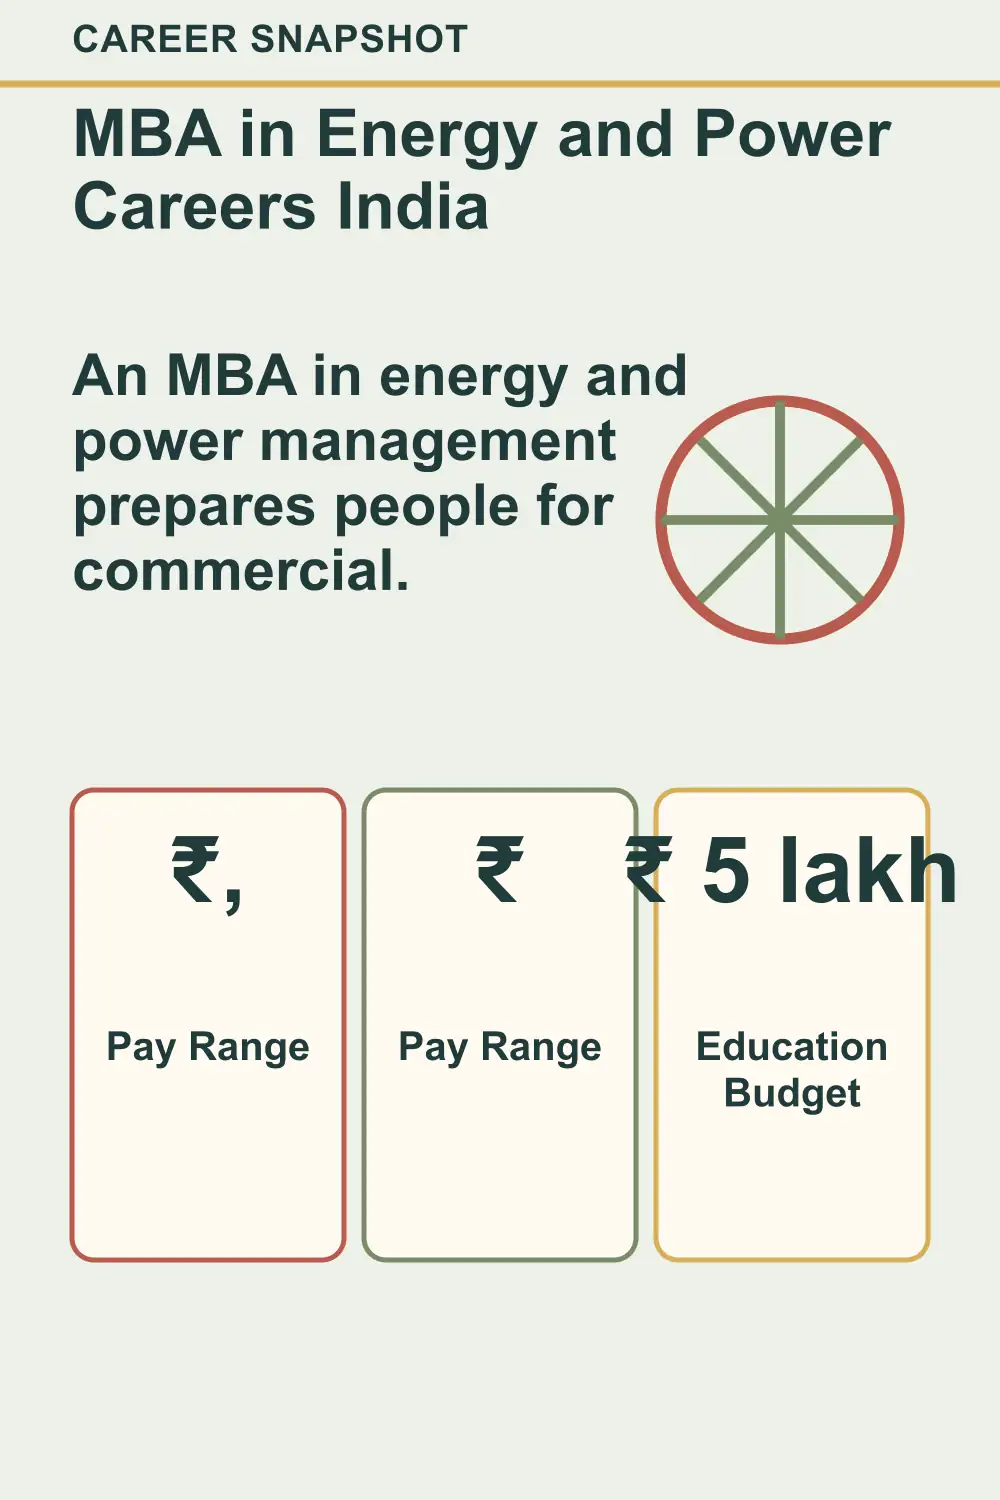 CAREER SNAPSHOT
MBA in Energy and Power
Careers India
An MBA in energy and
power management
prepares people for
commercial.
₹,
Pay Range
₹
Pay Range
₹ 5 lakh
Education
Budget